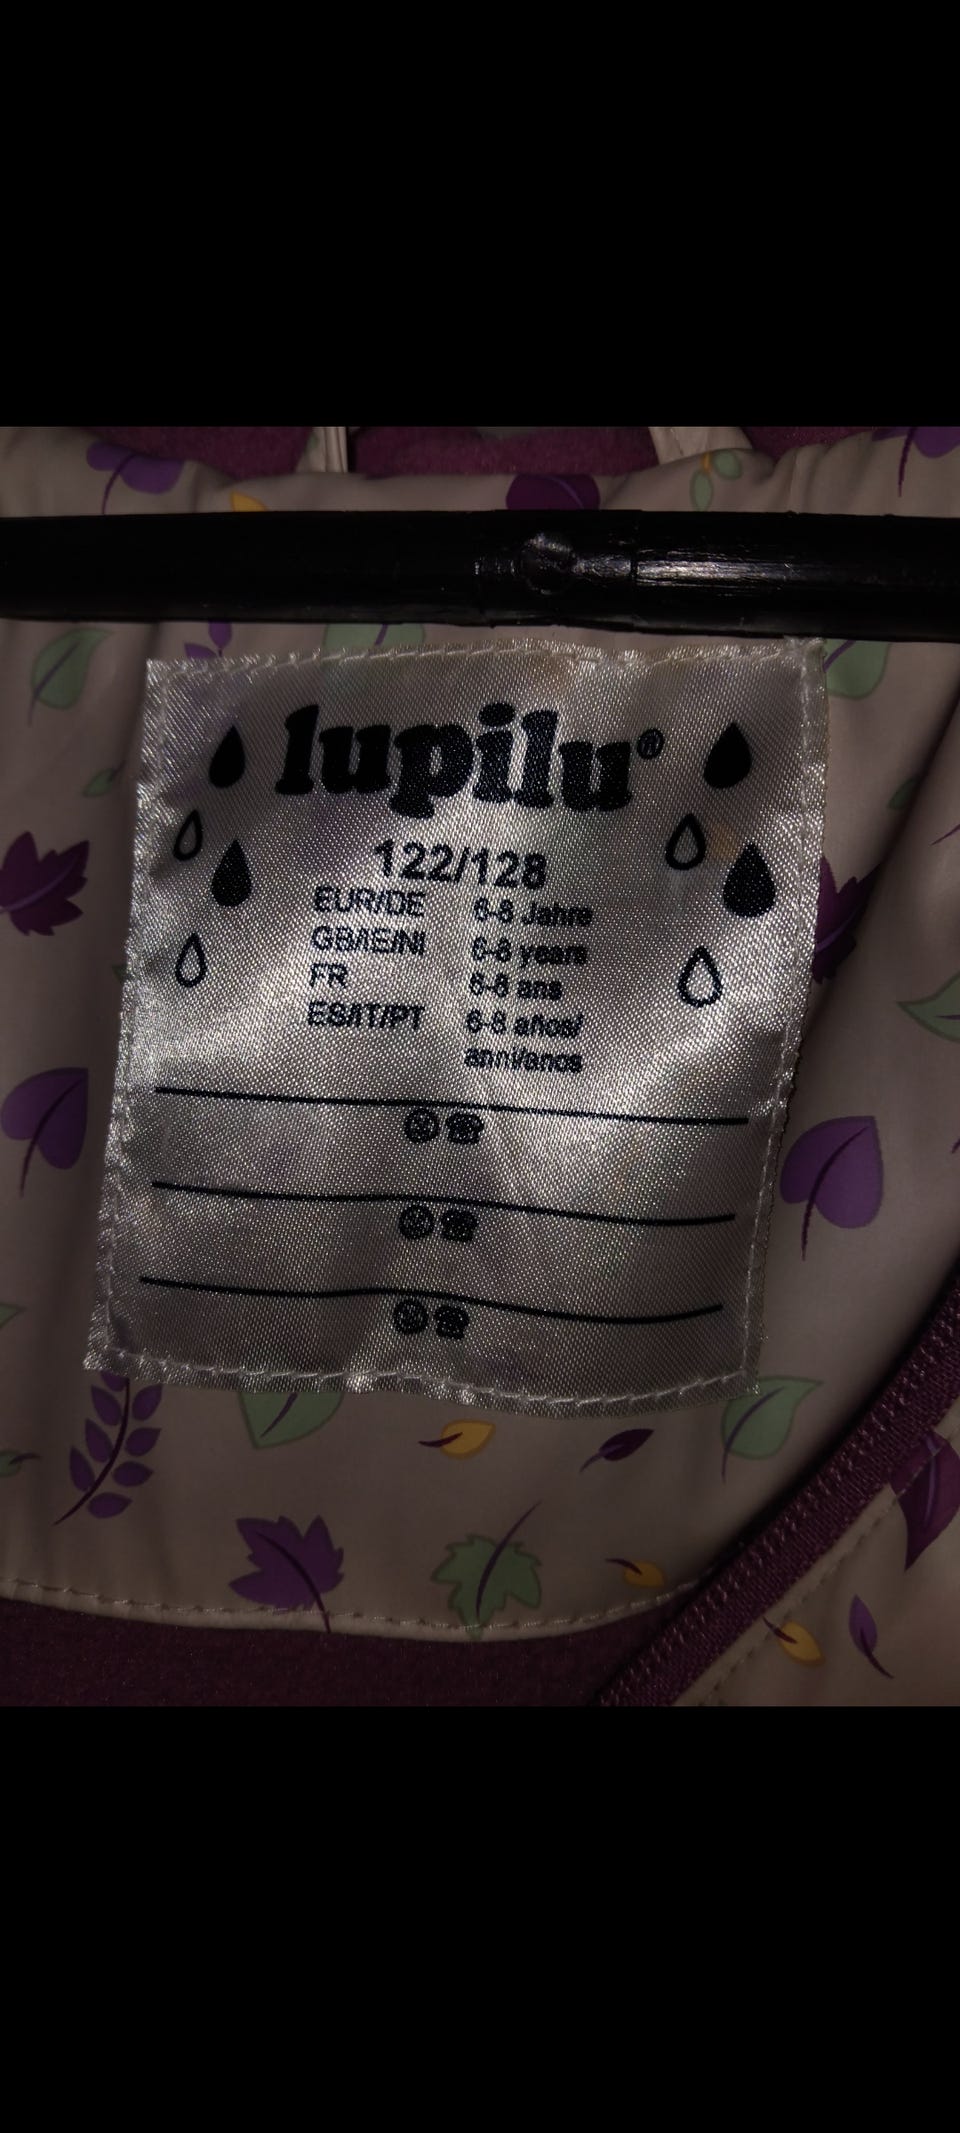 lupilu®
122/128
EUR/DE 6-8 Jahre
GB/IE/NI 6-8 years
FR 6-8 ans
ES/IT/PT 6-8 años/
anni/anos